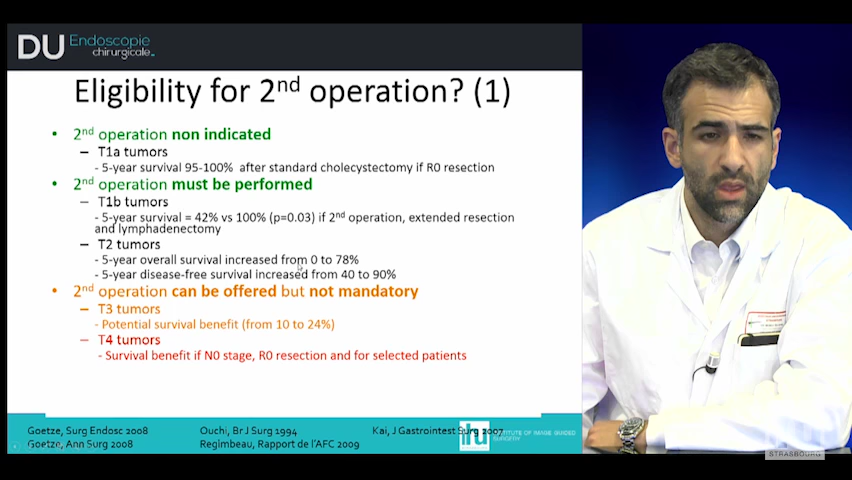 DU Endoscopie
chirurgicale
Eligibility for 2nd operation? (1)
• 2nd operation non indicated
– T1a tumors
- 5-year survival 95-100% after standard cholecystectomy if R0 resection
• 2nd operation must be performed
– T1b tumors
- 5-year survival = 42% vs 100% (p=0.03) if 2nd operation, extended resection
and lymphadenectomy
– T2 tumors
- 5-year overall survival increased from 0 to 78%
- 5-year disease-free survival increased from 40 to 90%
• 2nd operation can be offered but not mandatory
– T3 tumors
- Potential survival benefit (from 10 to 24%)
– T4 tumors
- Survival benefit if N0 stage, R0 resection and for selected patients
Goetze, Surg Endosc 2008 Ouchi, Br J Surg 1994 Kai, J Gastrointest Surg 2007
Goetze, Ann Surg 2008 Regimbeau, Rapport de l'AFC 2009
ihu INSTITUTE OF IMAGE GUIDED
SURGERY
STRASBOURG